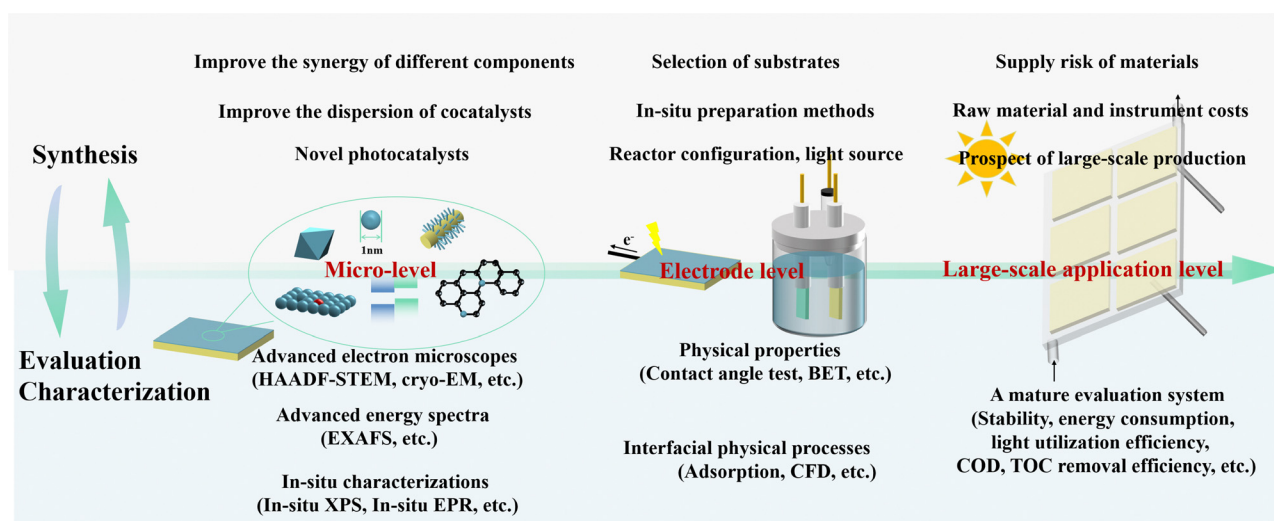 Improve the synergy of different components
Selection of substrates
Supply risk of materials
Improve the dispersion of cocatalysts
In-situ preparation methods
Raw material and instrument costs
Synthesis
Novel photocatalysts
Reactor configuration, light source
Prospect of large-scale production
1nm
e-
Micro-level
Electrode level
Large-scale application level
Evaluation
Characterization
Advanced electron microscopes
(HAADF-STEM, cryo-EM, etc.)
Advanced energy spectra
(EXAFS, etc.)
In-situ characterizations
(In-situ XPS, In-situ EPR, etc.)
Physical properties
(Contact angle test, BET, etc.)
Interfacial physical processes
(Adsorption, CFD, etc.)
A mature evaluation system
(Stability, energy consumption,
light utilization efficiency,
COD, TOC removal efficiency, etc.)